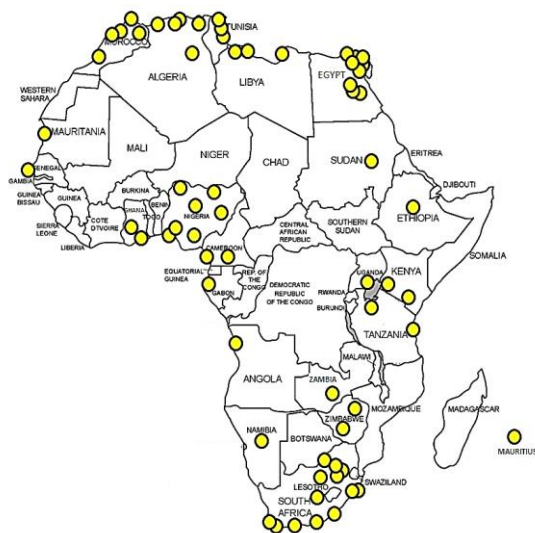 TUNISIA
MOROCCO
ALGERIA
LIBYA
EGYPT
WESTERN
SAHARA
MAURITANIA
MALI
NIGER
CHAD
SUDAN
ERITREA
SENEGAL
GAMBIA
GUINEA
BISSAU
GUINEA
BURKINA
BENIN
NIGERIA
DJIBOUTI
ETHIOPIA
SIERRA
LEONE
COTE
D'IVOIRE
GHANA
TOGO
LIBERIA
CENTRAL
AFRICAN
REPUBLIC
SOUTHERN
SUDAN
SOMALIA
CAMEROON
EQUATORIAL
GUINEA
GABON
REP. OF
THE
CONGO
DEMOCRATIC
REPUBLIC
OF THE CONGO
UGANDA
KENYA
RWANDA
BURUNDI
TANZANIA
ANGOLA
ZAMBIA
MALAWI
MOZAMBIQUE
MADAGASCAR
ZIMBABWE
NAMIBIA
BOTSWANA
MAURITIUS
SWAZILAND
LESOTHO
SOUTH
AFRICA